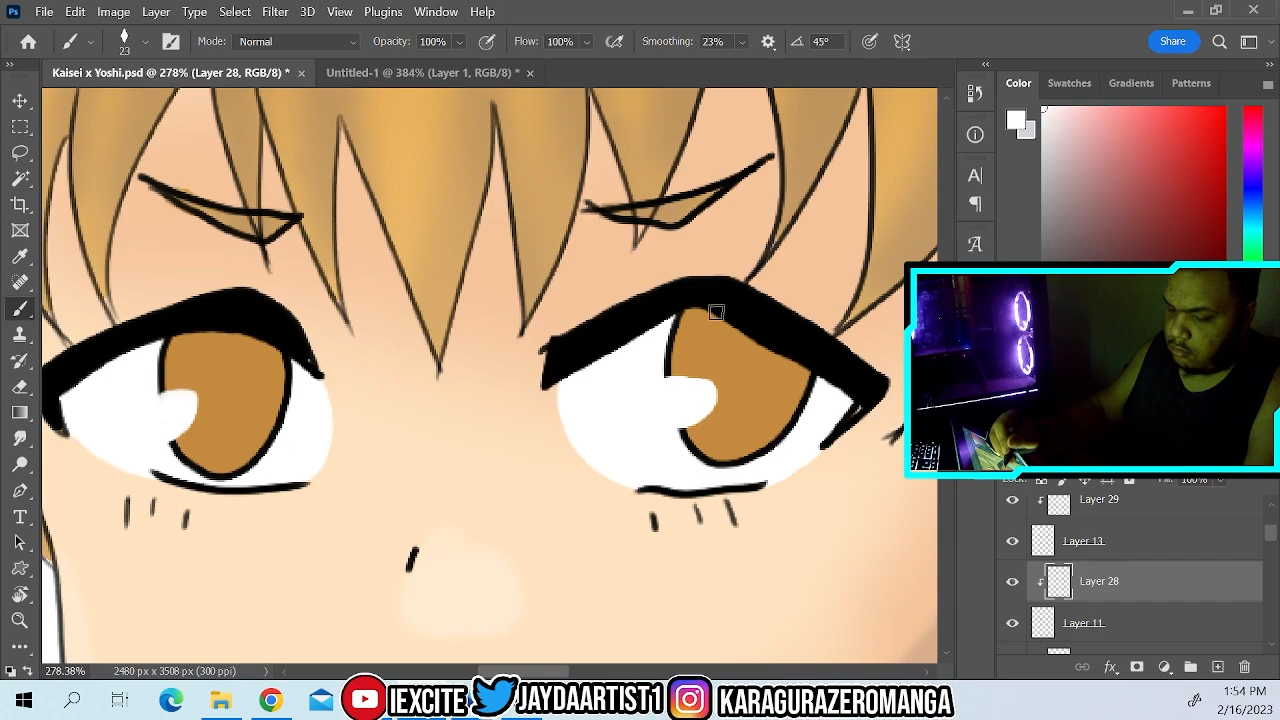 Ps File Edit Image Layer Type Select Filter 3D View Plugins Window Help
23 Mode: Normal Opacity: 100% Flow: 100% Smoothing: 23% 45° Share
Kaisei x Yoshi.psd @ 278% (Layer 28, RGB/8) * × Untitled-1 @ 384% (Layer 1, RGB/8) * ×
Color Swatches Gradients Patterns
Layer 29
Layer 13
Layer 28
Layer 11
278.38% 2480 px x 3508 px (300 ppi)
fx
IEXCITE JAYDAARTIST1 KARAGURAZEROMANGA
1:54 PM
2/16/2023